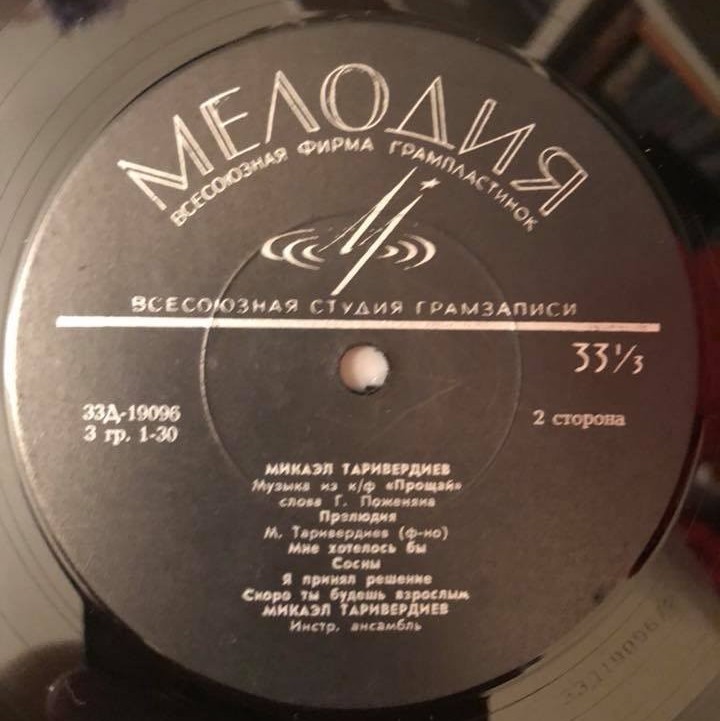 МЕЛОДИЯ
ВСЕСОЮЗНАЯ ФИРМА ГРАМПЛАСТИНОК
ВСЕСОЮЗНАЯ СТУДИЯ ГРАМЗАПИСИ
33⅓
33Д-19096
3 гр. 1-30
2 сторона
МИКАЭЛ ТАРИВЕРДИЕВ
Музыка из к/ф «Прощай»
слова Г. Поженяна
Прэлюдия
М. Таривердиев (ф-но)
Мне хотелось бы
Сосны
Я принял решение
Скоро ты будешь взрослым
МИКАЭЛ ТАРИВЕРДИЕВ
Инстр. ансамбль